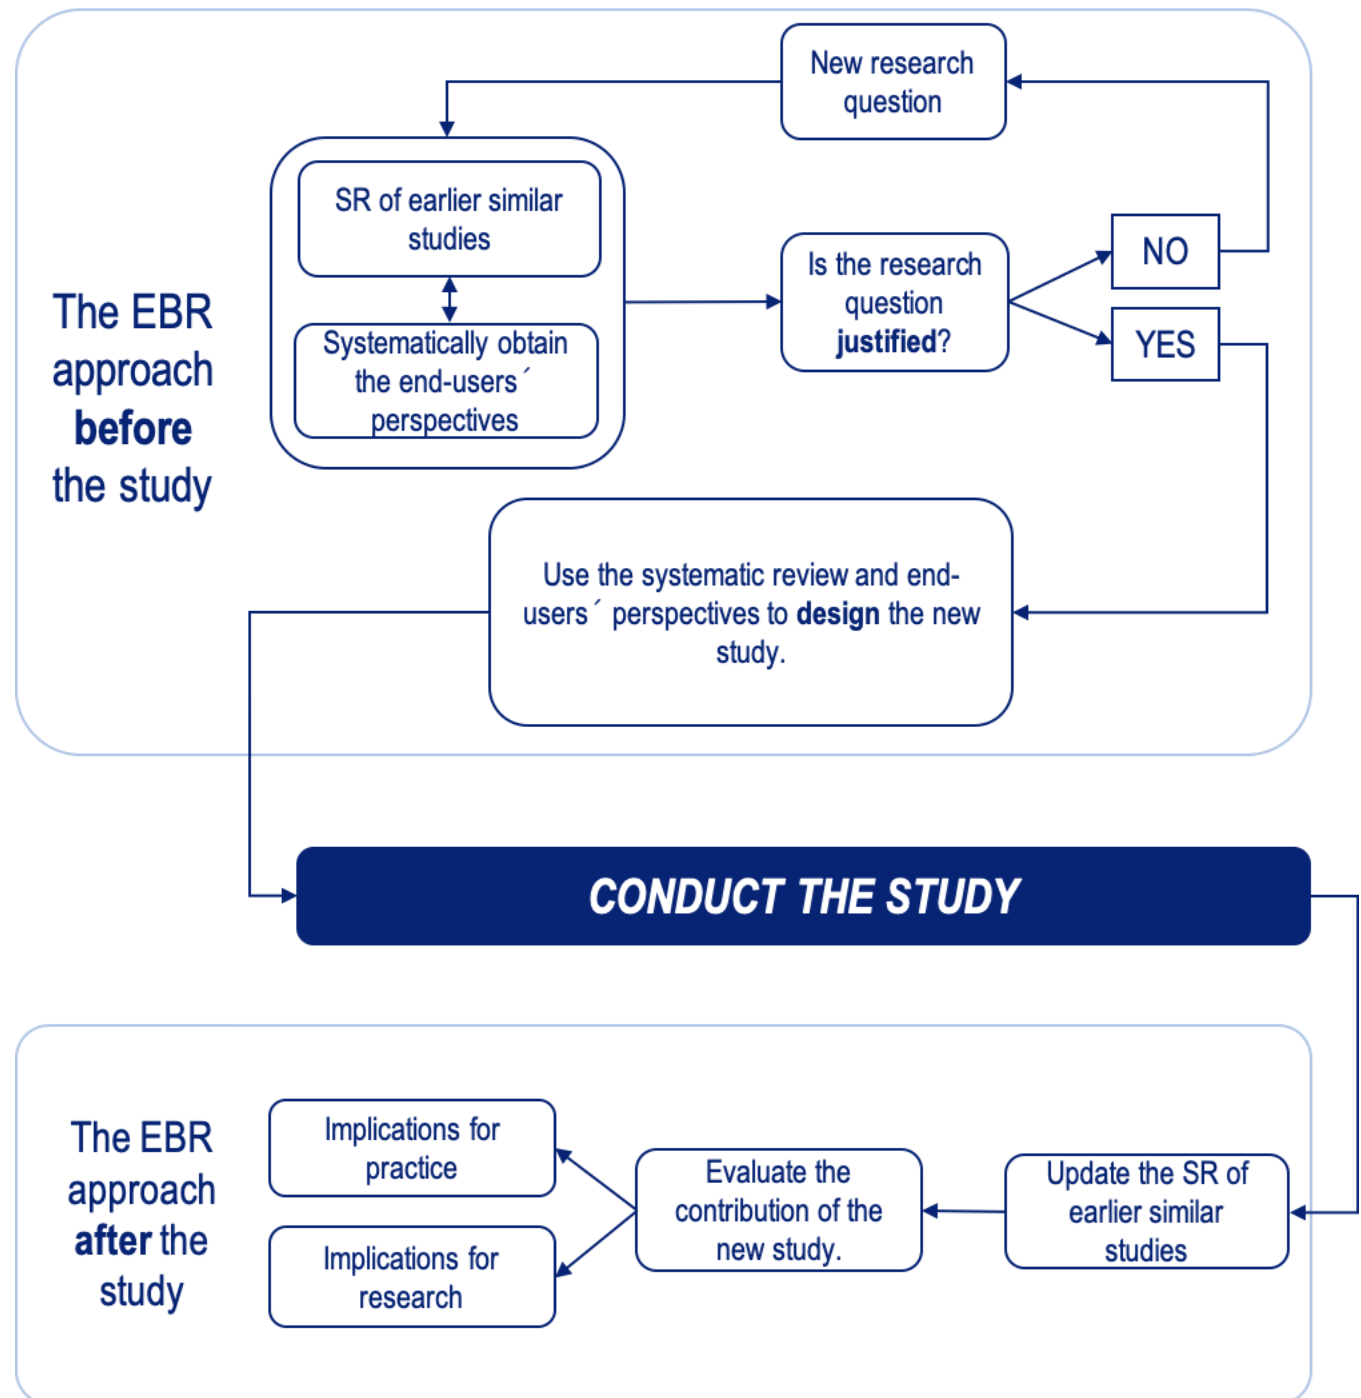 New research
question
SR of earlier similar
studies
Systematically obtain
the end-users´
perspectives
Is the research
question
justified?
NO
YES
The EBR
approach
before
the study
Use the systematic review and end-
users´ perspectives to design the new
study.
CONDUCT THE STUDY
The EBR
approach
after the
study
Implications for
practice
Implications for
research
Evaluate the
contribution of the
new study.
Update the SR of
earlier similar
studies